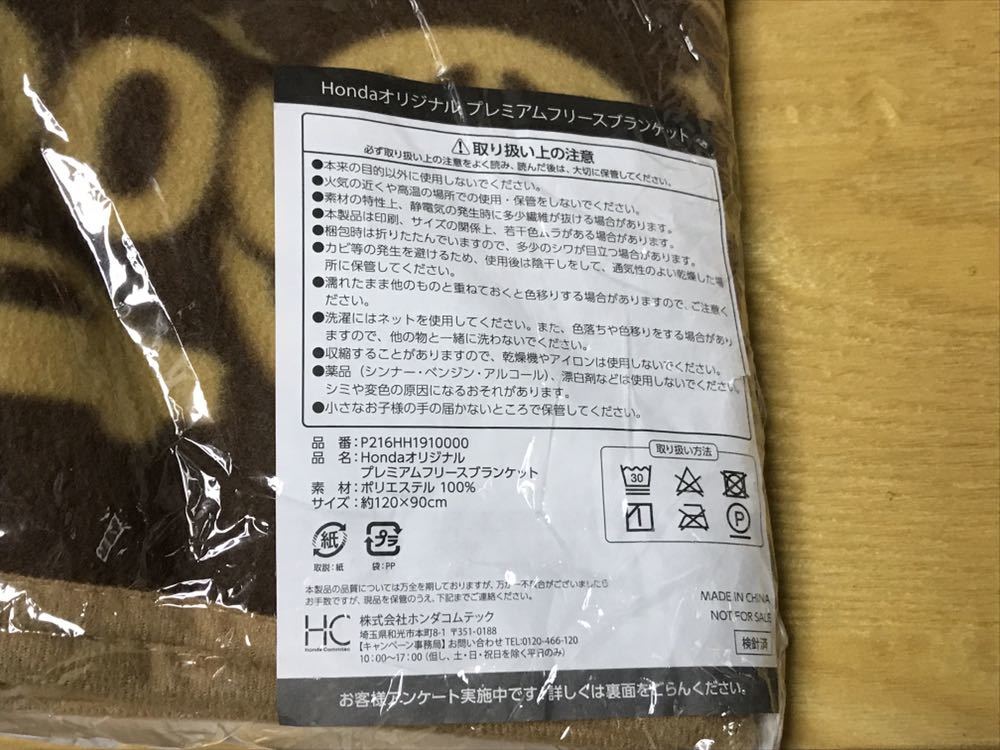 Hondaオリジナル プレミアムフリースブランケット
取り扱い上の注意
必ず取り扱い上の注意をよく読み、読んだ後は、大切に保管してください。
●本来の目的以外に使用しないでください。
●火気の近くや高温の場所での使用・保管をしないでください。
●素材の特性上、静電気の発生時に多少繊維が抜ける場合があります。
●本製品は印刷、サイズの関係上、若干色ムラがある場合があります。
●梱包時は折りたたんでいますので、多少のシワが目立つ場合があります。
●カビ等の発生を避けるため、使用後は陰干しをして、通気性のよい乾燥した場
所に保管してください。
●濡れたまま他のものと重ねておくと色移りする場合がありますので、ご注意く
ださい。
●洗濯にはネットを使用してください。また、色落ちや色移りをする場合があり
ますので、他の物と一緒に洗わないでください。
●収縮することがありますので、乾燥機やアイロンは使用しないでください。
●薬品（シンナー・ベンジン・アルコール）、漂白剤などは使用しないでください。
シミや変色の原因になるおそれがあります。
●小さなお子様の手の届かないところで保管してください。
品 番：P216HH1910000
品 名：Hondaオリジナル
プレミアムフリースブランケット
素 材：ポリエステル 100%
サイズ：約120×90cm
取り扱い方法
30
P
紙
プラ
取説：紙
袋：PP
本製品の品質については万全を期しておりますが、万が一不具合がございましたら
お手数ですが、現品を保管のうえ、下記までご連絡ください。
HC
Honda Comtec
株式会社ホンダコムテック
埼玉県和光市本町8-1 〒351-0188
【キャンペーン事務局】お問い合わせ TEL:0120-466-120
10：00～17：00（但し、土・日・祝日を除く平日のみ）
MADE IN CHINA
NOT FOR SALE
検針済
お客様アンケート実施中です！詳しくは裏面をごらんください。